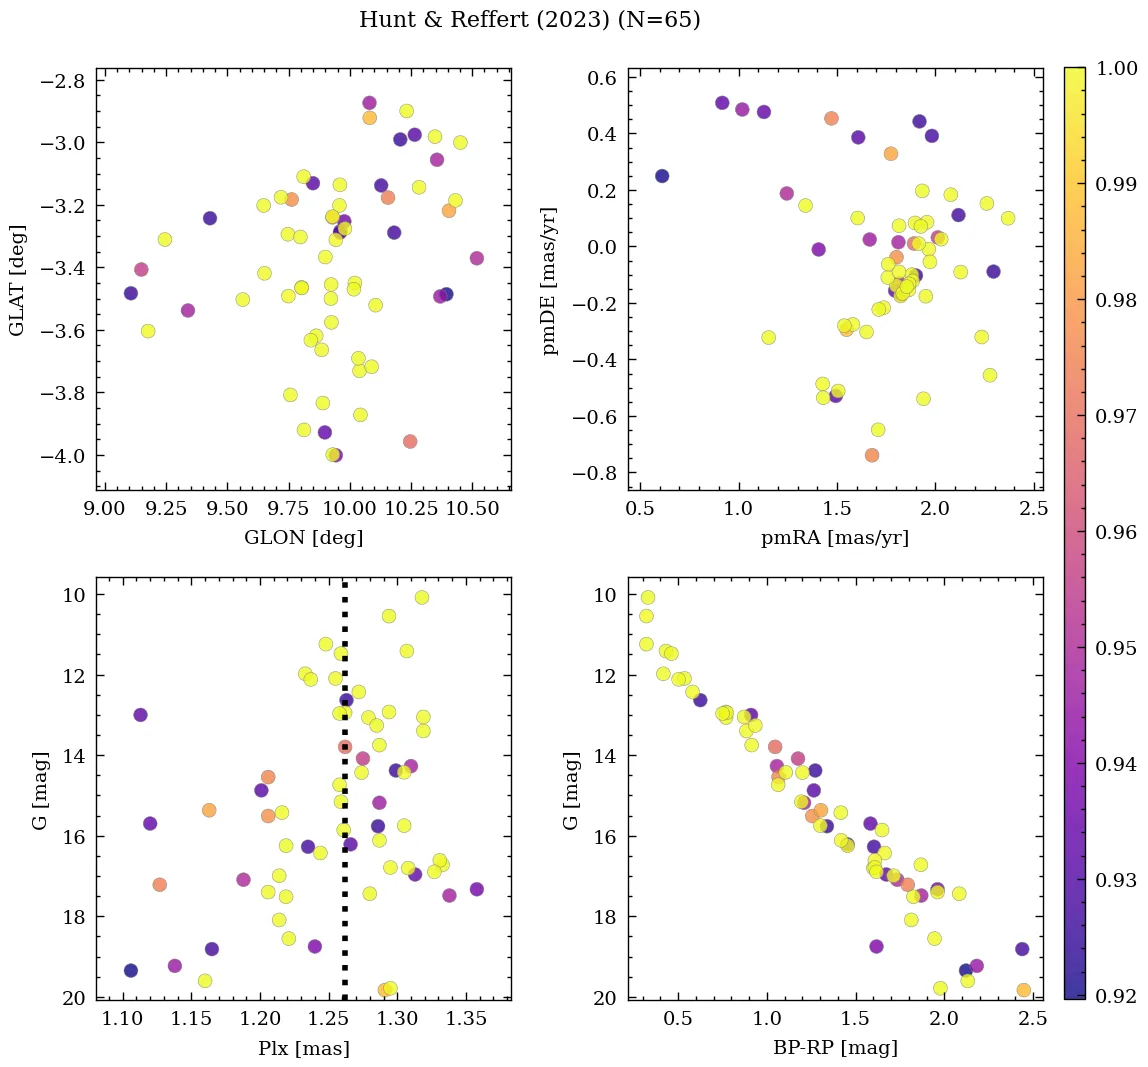 Hunt & Reffert (2023) (N=65)
−2.8
−3.0
−3.2
−3.4
−3.6
−3.8
−4.0
GLAT [deg]
9.00 9.25 9.50 9.75 10.00 10.25 10.50
GLON [deg]
0.6
0.4
0.2
0.0
−0.2
−0.4
−0.6
−0.8
pmDE [mas/yr]
0.5 1.0 1.5 2.0 2.5
pmRA [mas/yr]
10
12
14
16
18
20
G [mag]
1.10 1.15 1.20 1.25 1.30 1.35
Plx [mas]
10
12
14
16
18
20
G [mag]
0.5 1.0 1.5 2.0 2.5
BP-RP [mag]
1.00
0.99
0.98
0.97
0.96
0.95
0.94
0.93
0.92